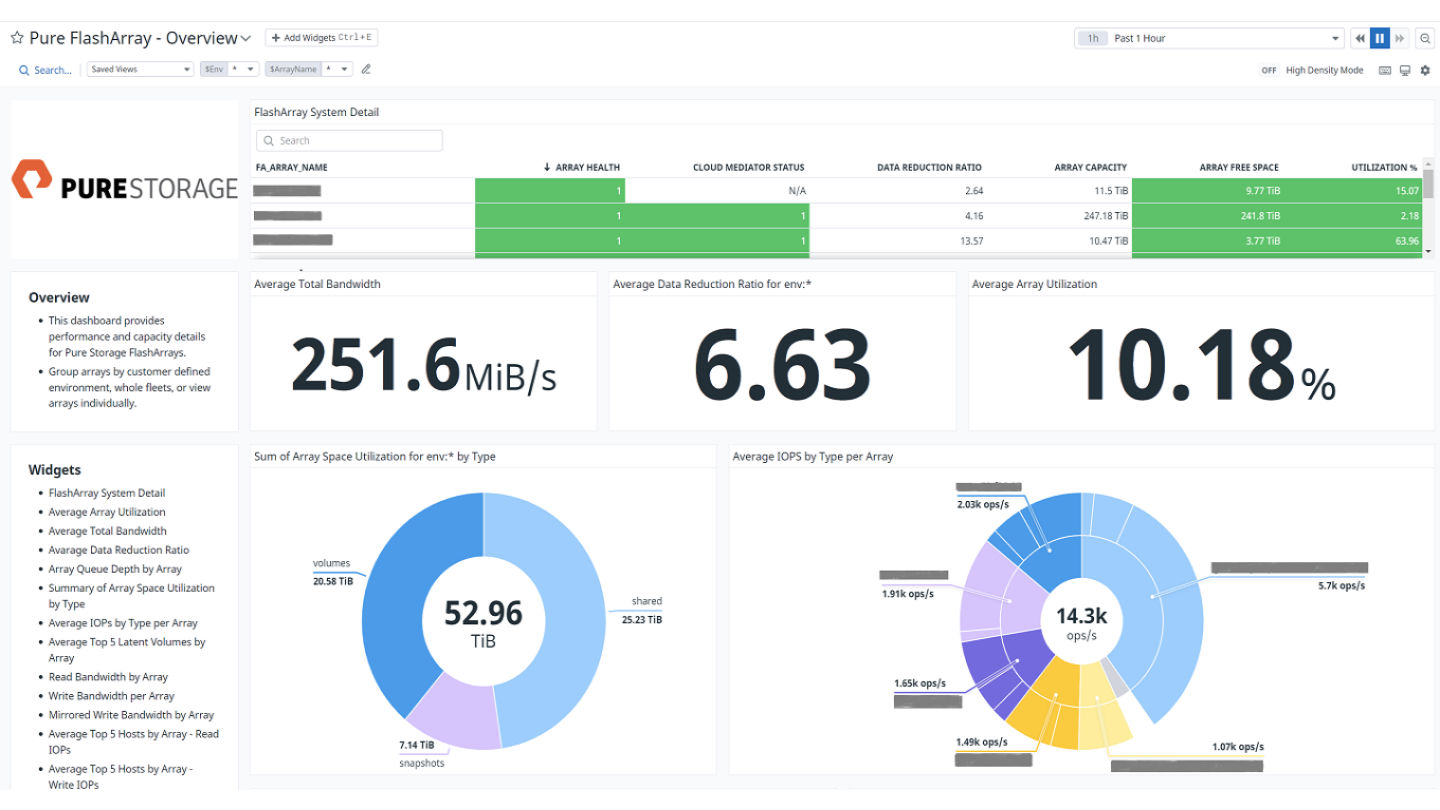 Pure FlashArray - Overview
Add Widgets Ctrl+E
1h Past 1 Hour
Search...
Saved Views
$Env *
$ArrayName *
OFF High Density Mode
PURESTORAGE
FlashArray System Detail
Search
FA_ARRAY_NAME ARRAY HEALTH CLOUD MEDIATOR STATUS DATA REDUCTION RATIO ARRAY CAPACITY ARRAY FREE SPACE UTILIZATION %
1 N/A 2.64 11.5 TiB 9.77 TiB 15.07
1 1 4.16 247.18 TiB 241.8 TiB 2.18
1 1 13.57 10.47 TiB 3.77 TiB 63.96
Overview
• This dashboard provides
performance and capacity details
for Pure Storage FlashArrays.
• Group arrays by customer defined
environment, whole fleets, or view
arrays individually.
Average Total Bandwidth
251.6 MiB/s
Average Data Reduction Ratio for env:*
6.63
Average Array Utilization
10.18 %
Widgets
• FlashArray System Detail
• Average Array Utilization
• Average Total Bandwidth
• Avarage Data Reduction Ratio
• Array Queue Depth by Array
• Summary of Array Space Utilization
by Type
• Average IOPs by Type per Array
• Average Top 5 Latent Volumes by
Array
• Read Bandwidth by Array
• Write Bandwidth per Array
• Mirrored Write Bandwidth by Array
• Average Top 5 Hosts by Array - Read
IOPs
• Average Top 5 Hosts by Array -
Write IOPs
Sum of Array Space Utilization for env:* by Type
volumes
20.58 TiB
52.96
TiB
shared
25.23 TiB
7.14 TiB
snapshots
Average IOPS by Type per Array
2.03k ops/s
5.7k ops/s
1.91k ops/s
14.3k
ops/s
1.65k ops/s
1.49k ops/s
1.07k ops/s